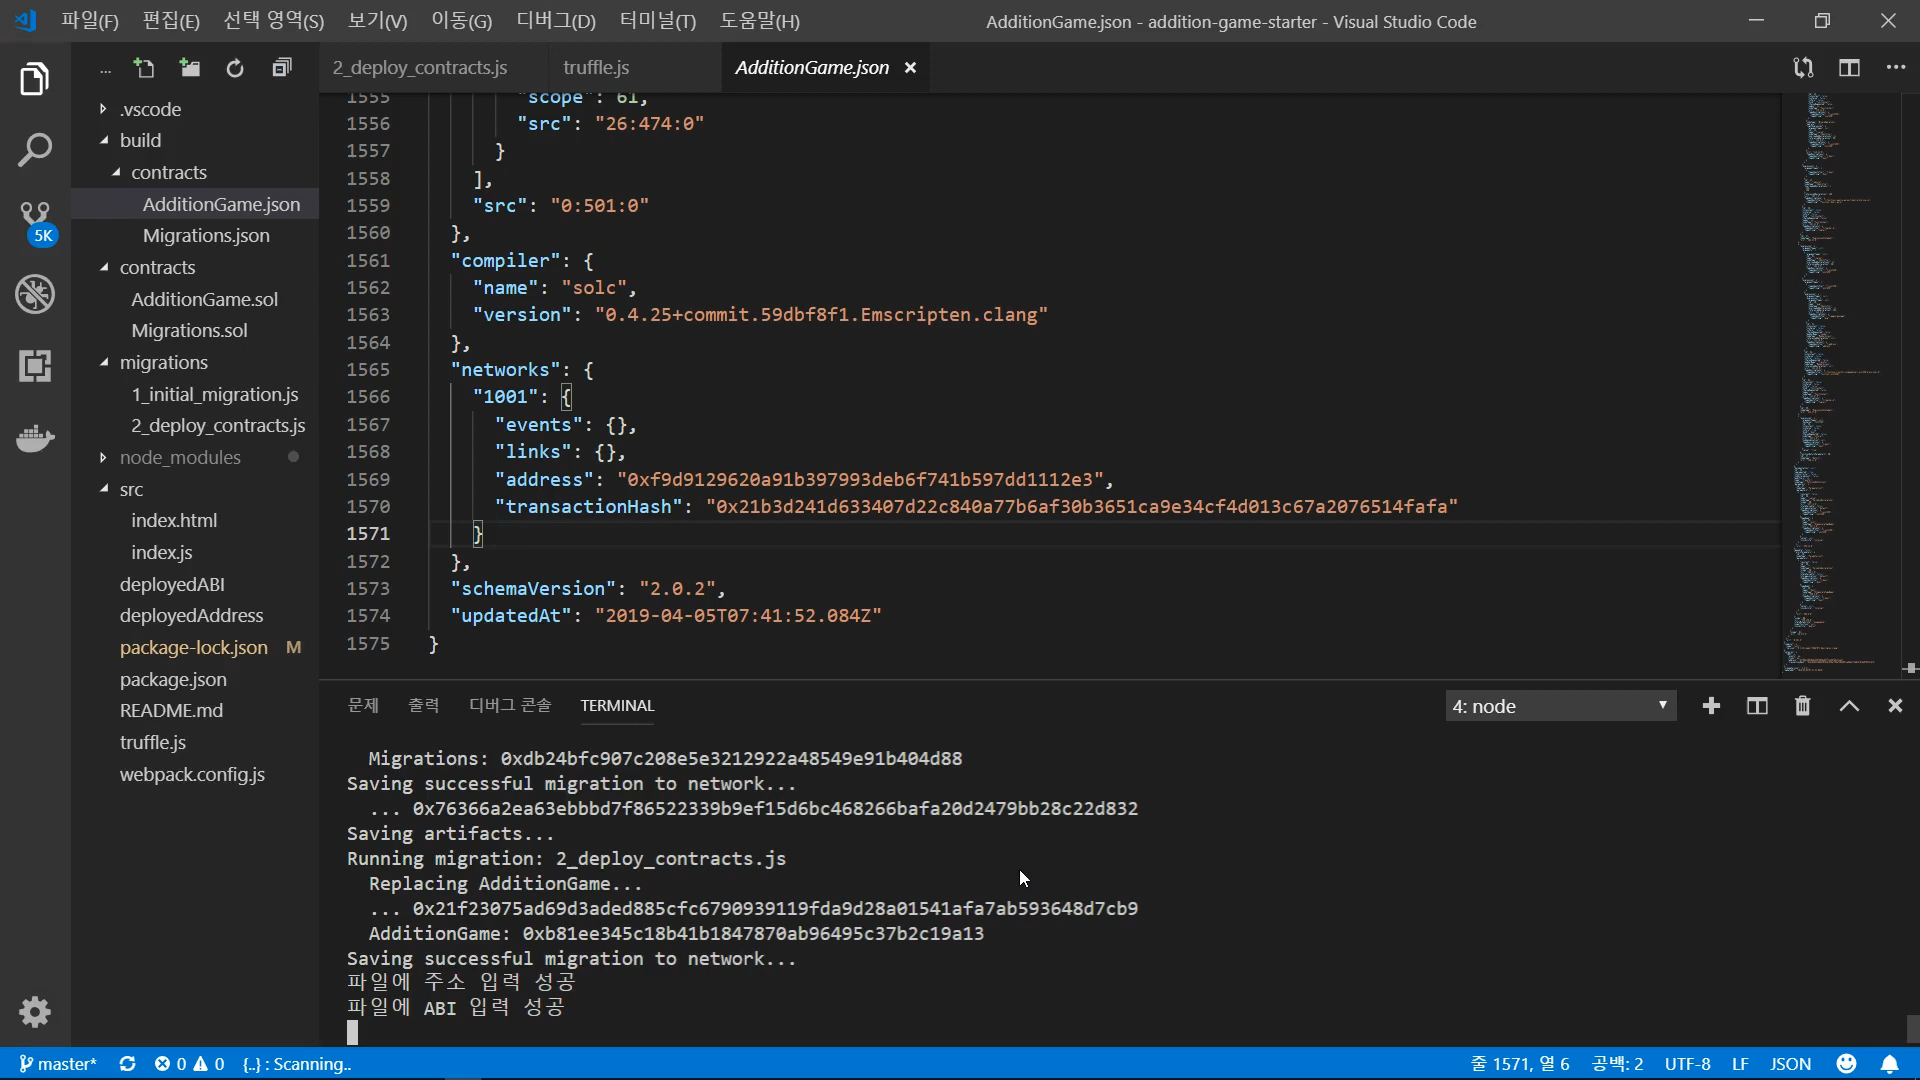 파일(F) 편집(E) 선택 영역(S) 보기(V) 이동(G) 디버그(D) 터미널(T) 도움말(H) AdditionGame.json - addition-game-starter - Visual Studio Code
2_deploy_contracts.js truffle.js AdditionGame.json
.vscode
build
contracts
AdditionGame.json
Migrations.json
contracts
AdditionGame.sol
Migrations.sol
migrations
1_initial_migration.js
2_deploy_contracts.js
node_modules
src
index.html
index.js
deployedABI
deployedAddress
package-lock.json M
package.json
README.md
truffle.js
webpack.config.js
5K
1555 "scope": 61,
1556 "src": "26:474:0"
1557 }
1558 ],
1559 "src": "0:501:0"
1560 },
1561 "compiler": {
1562 "name": "solc",
1563 "version": "0.4.25+commit.59dbf8f1.Emscripten.clang"
1564 },
1565 "networks": {
1566 "1001": {
1567 "events": {},
1568 "links": {},
1569 "address": "0xf9d9129620a91b397993deb6f741b597dd1112e3",
1570 "transactionHash": "0x21b3d241d633407d22c840a77b6af30b3651ca9e34cf4d013c67a2076514fafa"
1571 }
1572 },
1573 "schemaVersion": "2.0.2",
1574 "updatedAt": "2019-04-05T07:41:52.084Z"
1575 }
문제 출력 디버그 콘솔 TERMINAL 4: node
Migrations: 0xdb24bfc907c208e5e3212922a48549e91b404d88
Saving successful migration to network...
... 0x76366a2ea63ebbbd7f86522339b9ef15d6bc468266bafa20d2479bb28c22d832
Saving artifacts...
Running migration: 2_deploy_contracts.js
Replacing AdditionGame...
... 0x21f23075ad69d3aded885cfc6790939119fda9d28a01541afa7ab593648d7cb9
AdditionGame: 0xb81ee345c18b41b1847870ab96495c37b2c19a13
Saving successful migration to network...
파일에 주소 입력 성공
파일에 ABI 입력 성공
master* 0 0 {..} : Scanning.. 줄 1571, 열 6 공백: 2 UTF-8 LF JSON